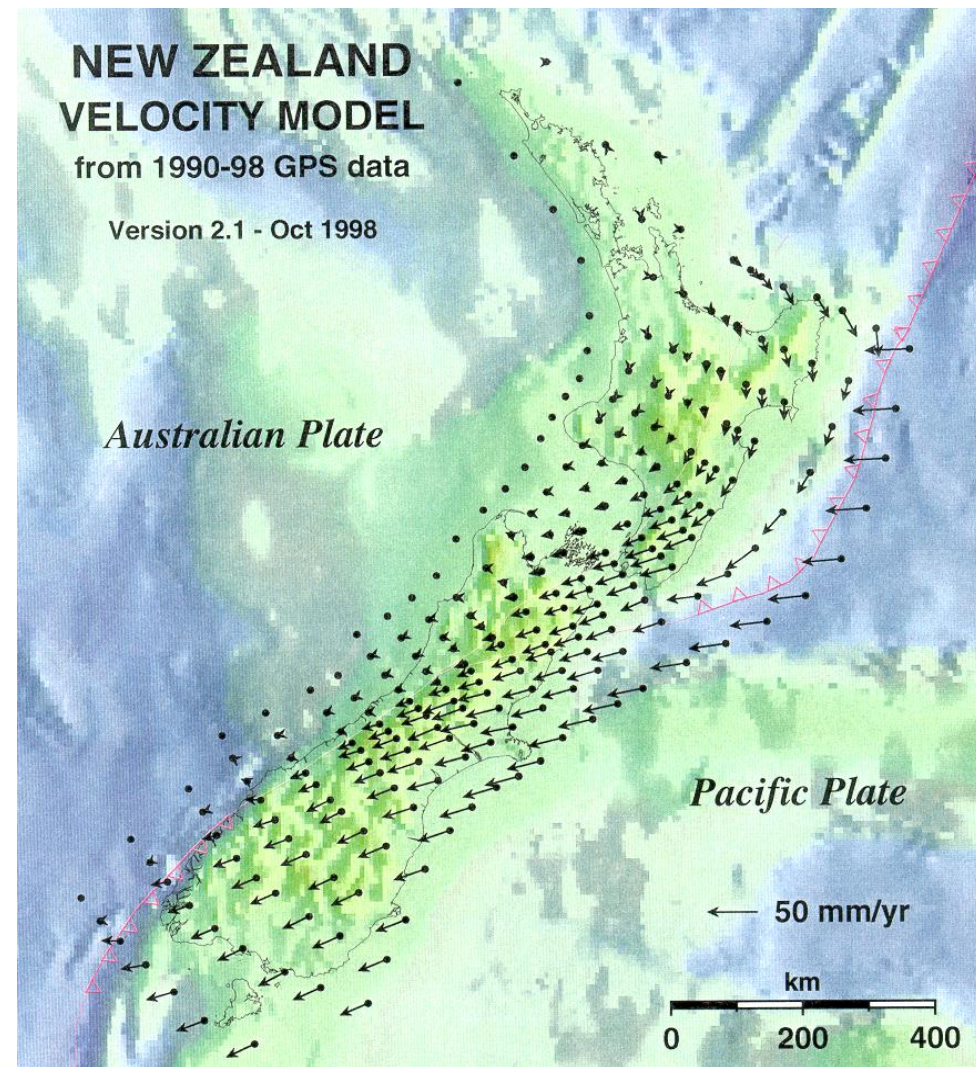 NEW ZEALAND
VELOCITY MODEL
from 1990-98 GPS data
Version 2.1 - Oct 1998
Australian Plate
Pacific Plate
50 mm/yr
km
0 200 400